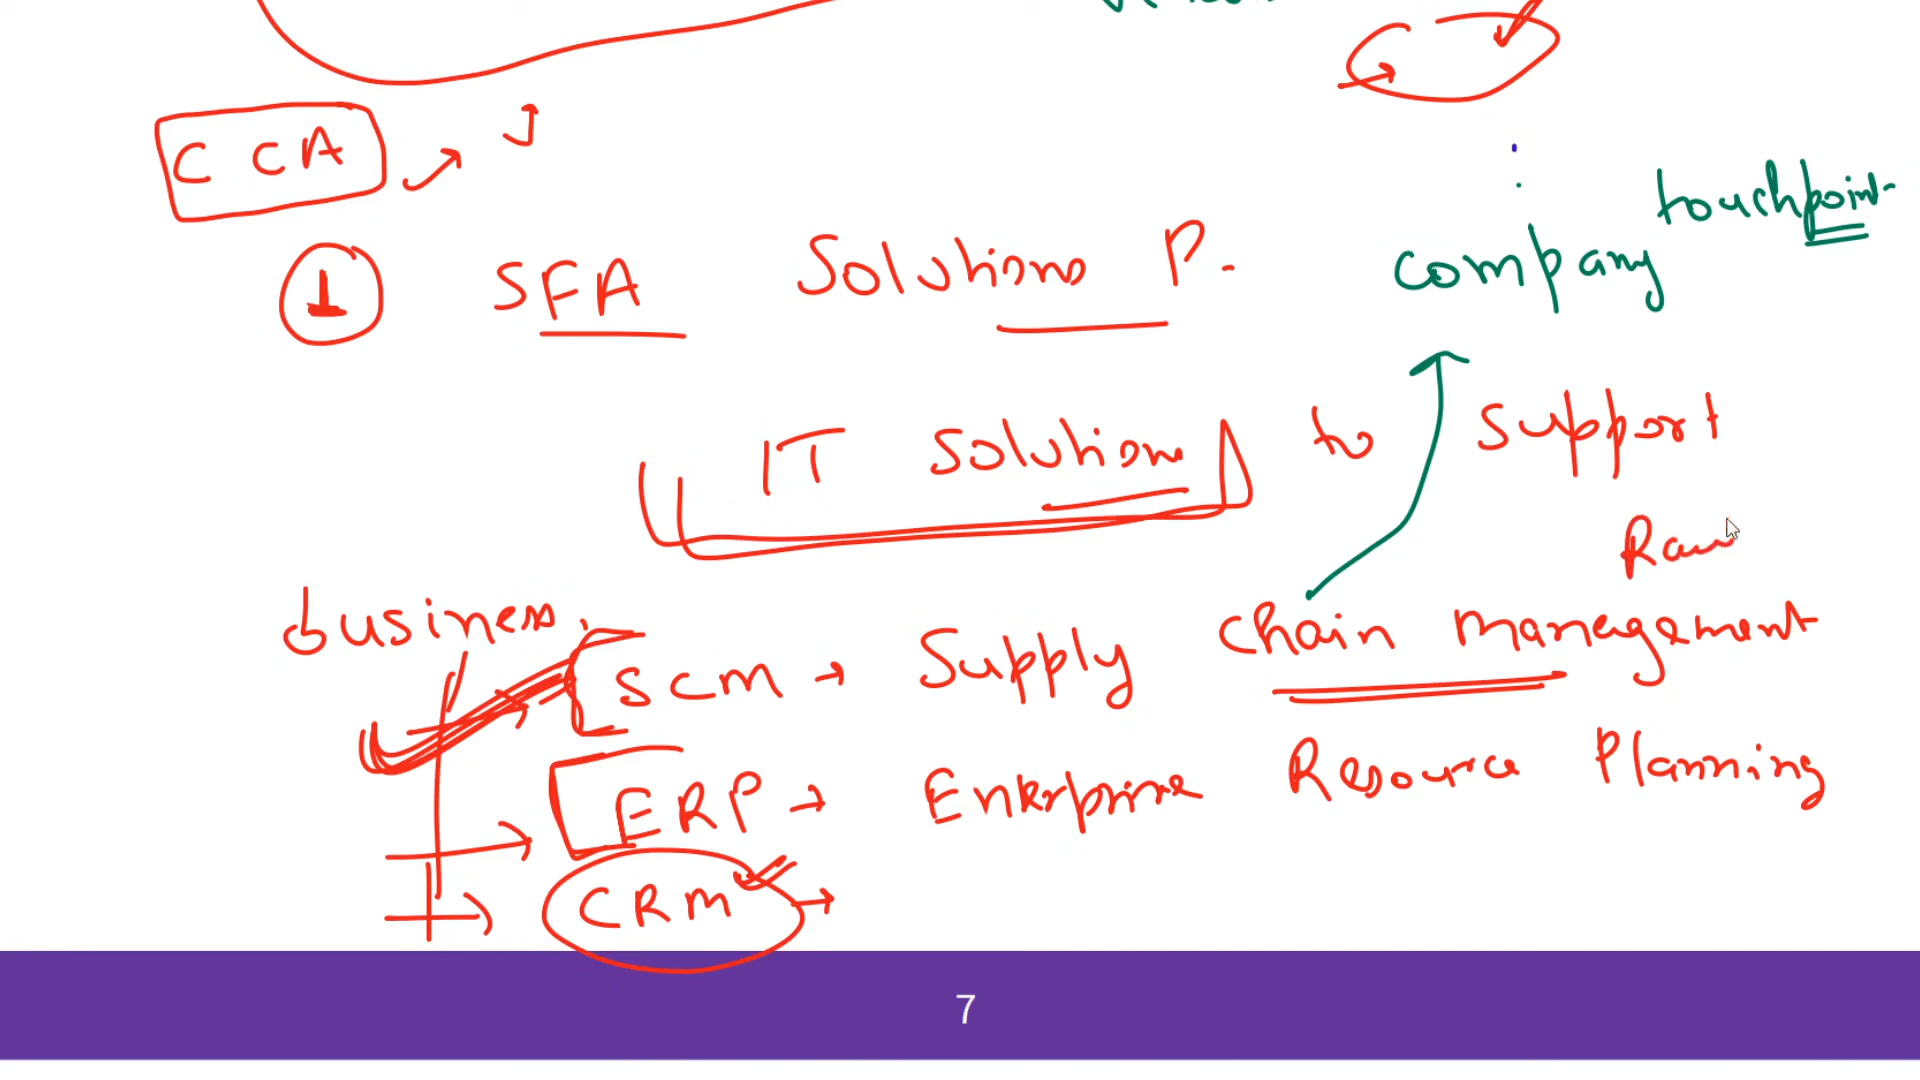 CCA
touchpoint
① SFA Solutions P. company
IT Solutions to Support
Raw
business.
SCM → Supply Chain Management
ERP → Enterprise Resource Planning
CRM →
7